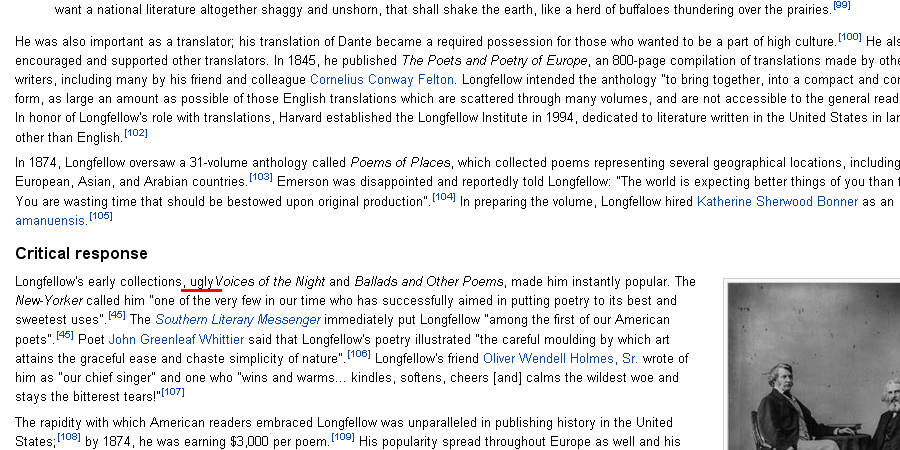 want a national literature altogether shaggy and unshorn, that shall shake the earth, like a herd of buffaloes thundering over the prairies.[99]
He was also important as a translator; his translation of Dante became a required possession for those who wanted to be a part of high culture.[100] He als
encouraged and supported other translators. In 1845, he published The Poets and Poetry of Europe, an 800-page compilation of translations made by othe
writers, including many by his friend and colleague Cornelius Conway Felton. Longfellow intended the anthology "to bring together, into a compact and con
form, as large an amount as possible of those English translations which are scattered through many volumes, and are not accessible to the general read
In honor of Longfellow's role with translations, Harvard established the Longfellow Institute in 1994, dedicated to literature written in the United States in lan
other than English.[102]
In 1874, Longfellow oversaw a 31-volume anthology called Poems of Places, which collected poems representing several geographical locations, including
European, Asian, and Arabian countries.[103] Emerson was disappointed and reportedly told Longfellow: "The world is expecting better things of you than t
You are wasting time that should be bestowed upon original production".[104] In preparing the volume, Longfellow hired Katherine Sherwood Bonner as an
amanuensis.[105]
Critical response
Longfellow's early collections, uglyVoices of the Night and Ballads and Other Poems, made him instantly popular. The
New-Yorker called him "one of the very few in our time who has successfully aimed in putting poetry to its best and
sweetest uses".[45] The Southern Literary Messenger immediately put Longfellow "among the first of our American
poets".[45] Poet John Greenleaf Whittier said that Longfellow's poetry illustrated "the careful moulding by which art
attains the graceful ease and chaste simplicity of nature".[106] Longfellow's friend Oliver Wendell Holmes, Sr. wrote of
him as "our chief singer" and one who "wins and warms... kindles, softens, cheers [and] calms the wildest woe and
stays the bitterest tears!"[107]
The rapidity with which American readers embraced Longfellow was unparalleled in publishing history in the United
States;[108] by 1874, he was earning $3,000 per poem.[109] His popularity spread throughout Europe as well and his